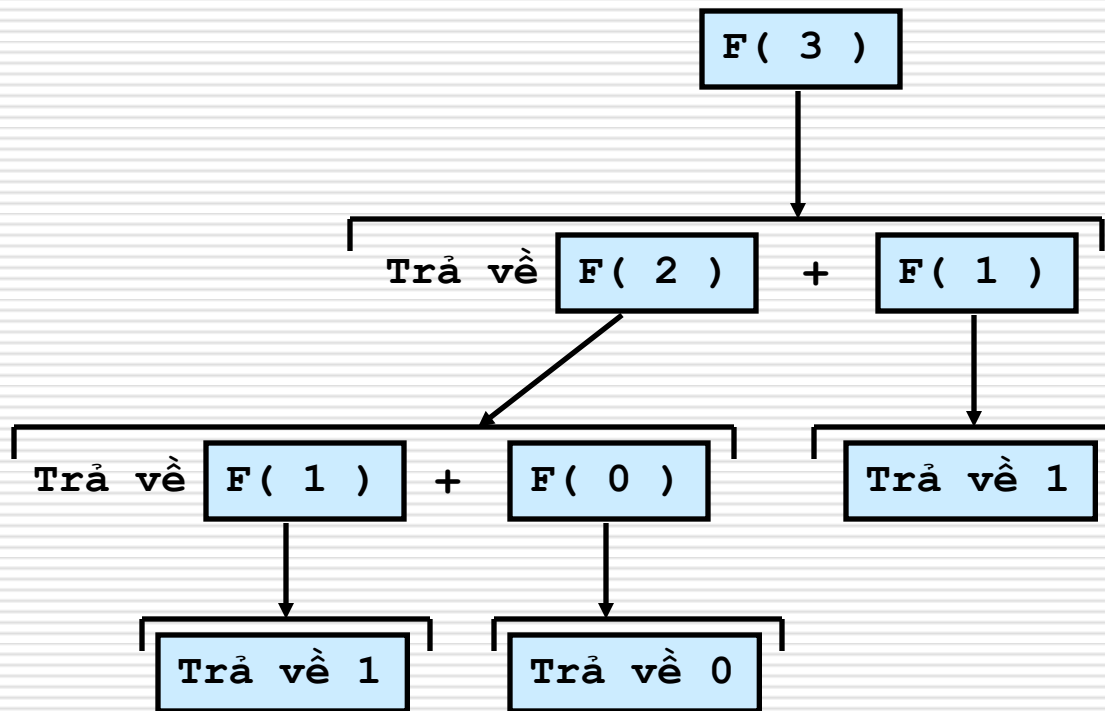 F( 3 )
Trả về F( 2 ) + F( 1 )
Trả về F( 1 ) + F( 0 ) Trả về 1
Trả về 1 Trả về 0